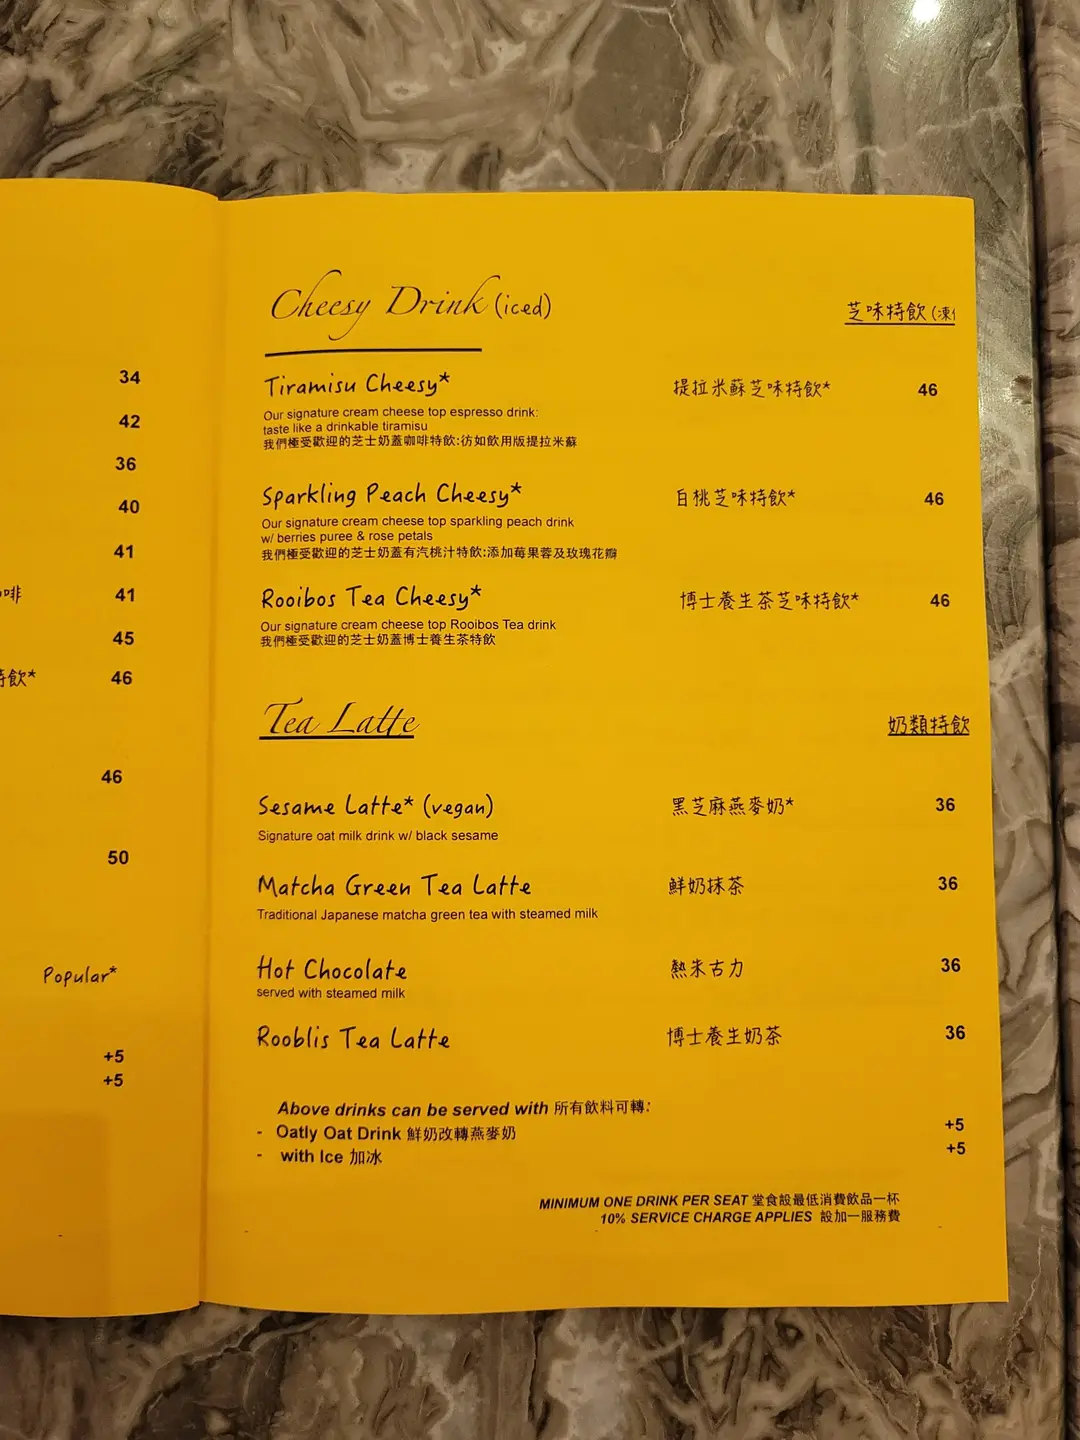 34
42
36
40
41
啡 41
45
特飲* 46
46
50
Popular*
+5
+5
Cheesy Drink (iced) 芝味特飲 (凍
Tiramisu Cheesy* 提拉米蘇芝味特飲* 46
Our signature cream cheese top espresso drink:
taste like a drinkable tiramisu
我們極受歡迎的芝士奶蓋咖啡特飲:彷如飲用版提拉米蘇
Sparkling Peach Cheesy* 白桃芝味特飲* 46
Our signature cream cheese top sparkling peach drink
w/ berries puree & rose petals
我們極受歡迎的芝士奶蓋有汽桃汁特飲:添加莓果蓉及玫瑰花瓣
Rooibos Tea Cheesy* 博士養生茶芝味特飲* 46
Our signature cream cheese top Rooibos Tea drink
我們極受歡迎的芝士奶蓋博士養生茶特飲
Tea Latte 奶類特飲
Sesame Latte* (vegan) 黑芝麻燕麥奶* 36
Signature oat milk drink w/ black sesame
Matcha Green Tea Latte 鮮奶抹茶 36
Traditional Japanese matcha green tea with steamed milk
Hot Chocolate 熱朱古力 36
served with steamed milk
Rooblis Tea Latte 博士養生奶茶 36
Above drinks can be served with 所有飲料可轉:
- Oatly Oat Drink 鮮奶改轉燕麥奶 +5
- with Ice 加冰 +5
MINIMUM ONE DRINK PER SEAT 堂食設最低消費飲品一杯
10% SERVICE CHARGE APPLIES 設加一服務費